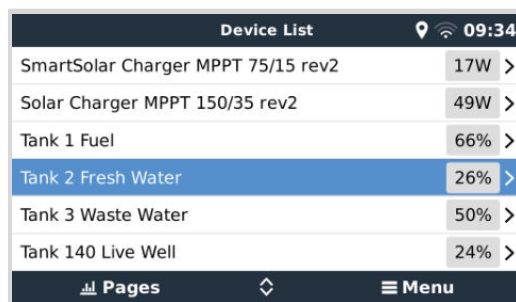 Device List 09:34
SmartSolar Charger MPPT 75/15 rev2 17W
Solar Charger MPPT 150/35 rev2 49W
Tank 1 Fuel 66%
Tank 2 Fresh Water 26%
Tank 3 Waste Water 50%
Tank 140 Live Well 24%
Pages Menu